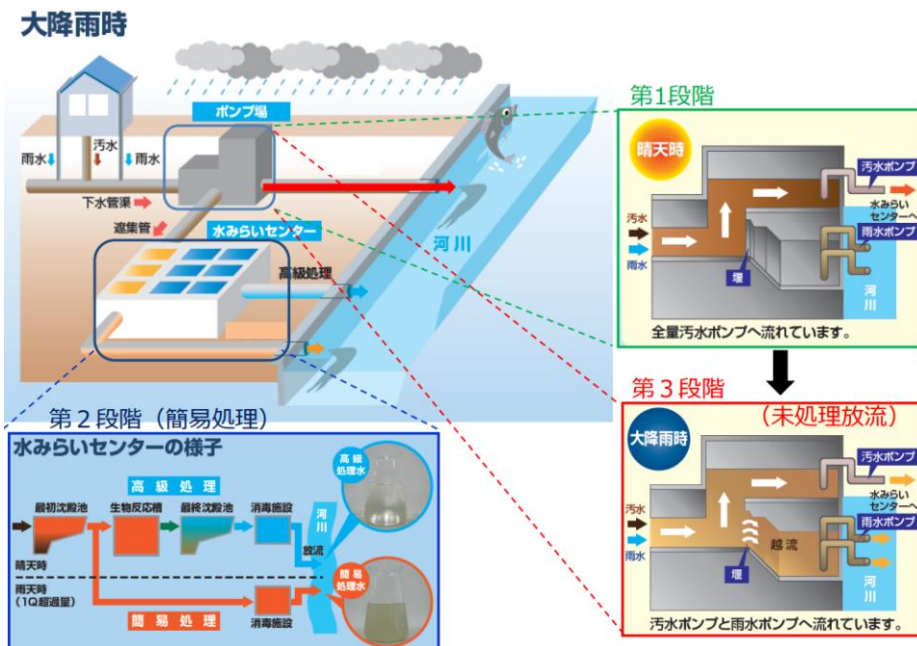 大降雨時
ポンプ場
雨水
汚水
雨水
下水管渠
遮集管
水みらいセンター
高級処理
河川
第1段階
晴天時
汚水ポンプ
水みらい
センターへ
雨水ポンプ
汚水
雨水
堰
河川
全量汚水ポンプへ流れています。
第3段階
(未処理放流)
大降雨時
汚水ポンプ
水みらい
センターへ
雨水ポンプ
汚水
雨水
越流
堰
河川
汚水ポンプと雨水ポンプへ流れています。
第2段階(簡易処理)
水みらいセンターの様子
高級処理
最初沈殿池
生物反応槽
最終沈殿池
消毒施設
河川
高級
処理水
放流
晴天時
雨天時
(1Q超過量)
簡易処理
消毒施設
簡易
処理水